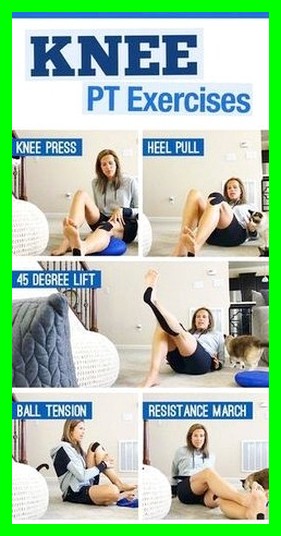 KNEE
PT Exercises
KNEE PRESS
HEEL PULL
45 DEGREE LIFT
BALL TENSION
RESISTANCE MARCH